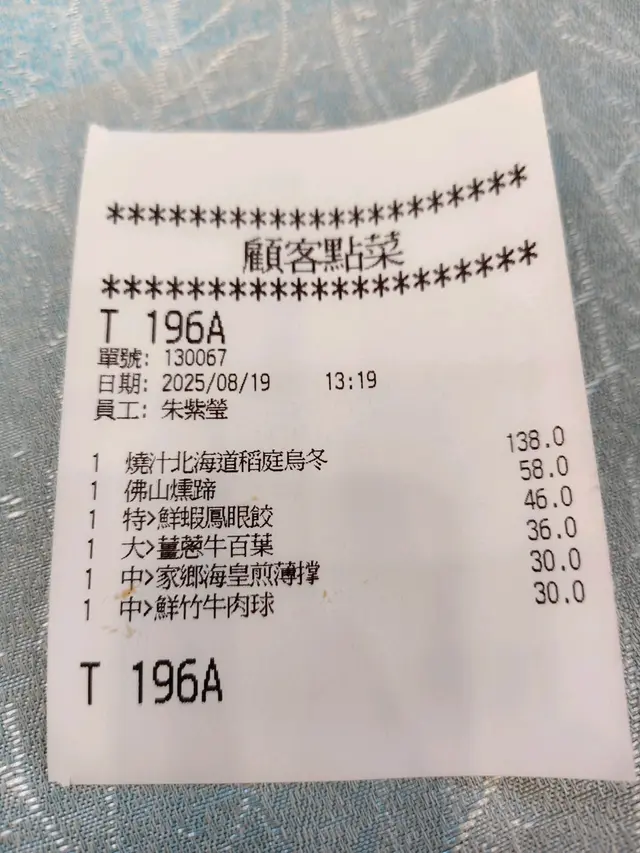 *********************
顧客點菜
*********************
T 196A
單號: 130067
日期: 2025/08/19 13:19
員工: 朱紫瑩
1 燒汁北海道稻庭烏冬 138.0
1 佛山燻蹄 58.0
1 特>鮮蝦鳳眼餃 46.0
1 大>薑蔥牛百葉 36.0
1 中>家鄉海皇煎薄撐 30.0
1 中>鮮竹牛肉球 30.0
T 196A